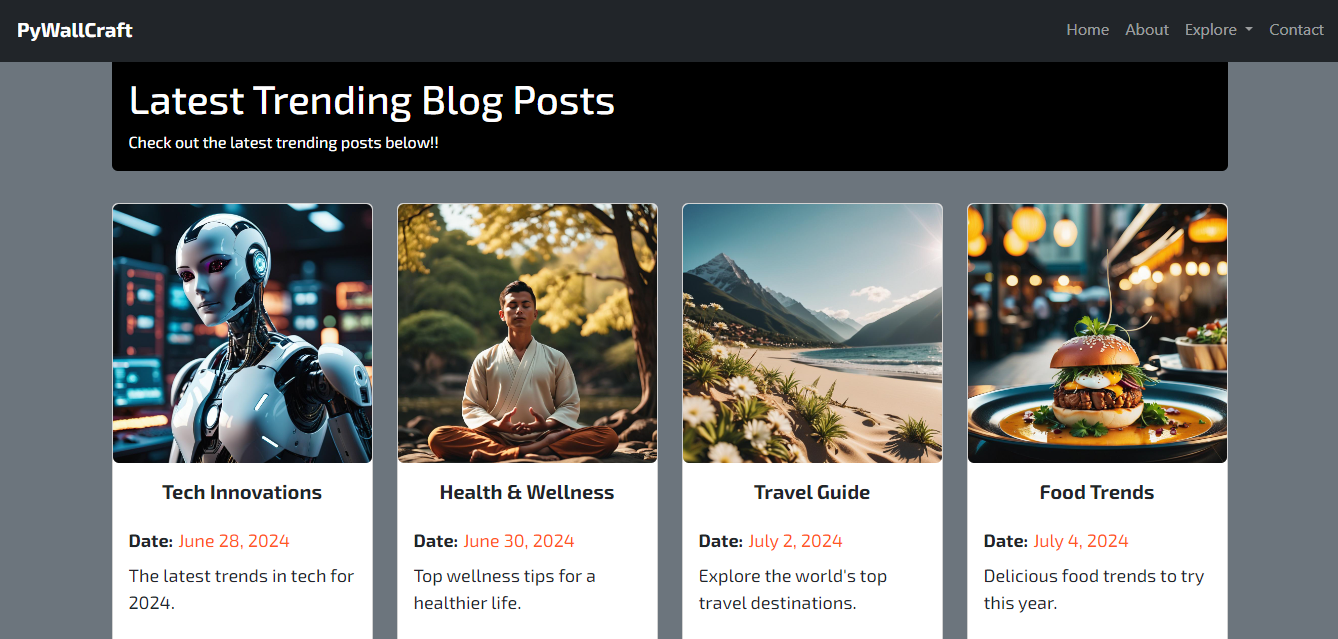 PyWallCraft
Home About Explore Contact
Latest Trending Blog Posts
Check out the latest trending posts below!!
Tech Innovations
Date: June 28, 2024
The latest trends in tech for
2024.
Health & Wellness
Date: June 30, 2024
Top wellness tips for a
healthier life.
Travel Guide
Date: July 2, 2024
Explore the world's top
travel destinations.
Food Trends
Date: July 4, 2024
Delicious food trends to try
this year.